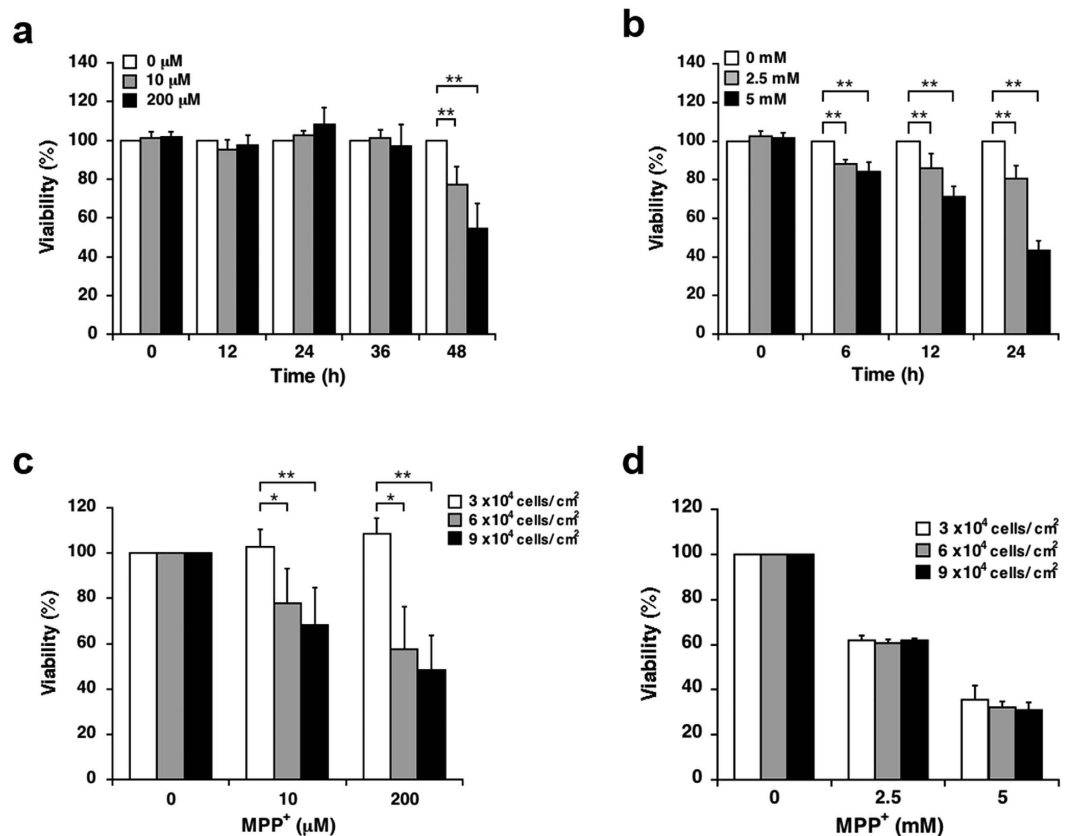 a
0 μM
10 μM
200 μM
Viaibility (%)
140
120
100
80
60
40
20
0
**
**
0 12 24 36 48
Time (h)
b
0 mM
2.5 mM
5 mM
Viability (%)
140
120
100
80
60
40
20
0
** ** **
** ** **
0 6 12 24
Time (h)
c
3 x10⁴ cells/cm²
6 x10⁴ cells/cm²
9 x10⁴ cells/cm²
Viability (%)
120
100
80
60
40
20
0
** **
* *
0 10 200
MPP⁺ (μM)
d
3 x10⁴ cells/cm²
6 x10⁴ cells/cm²
9 x10⁴ cells/cm²
Viability (%)
120
100
80
60
40
20
0
0 2.5 5
MPP⁺ (mM)